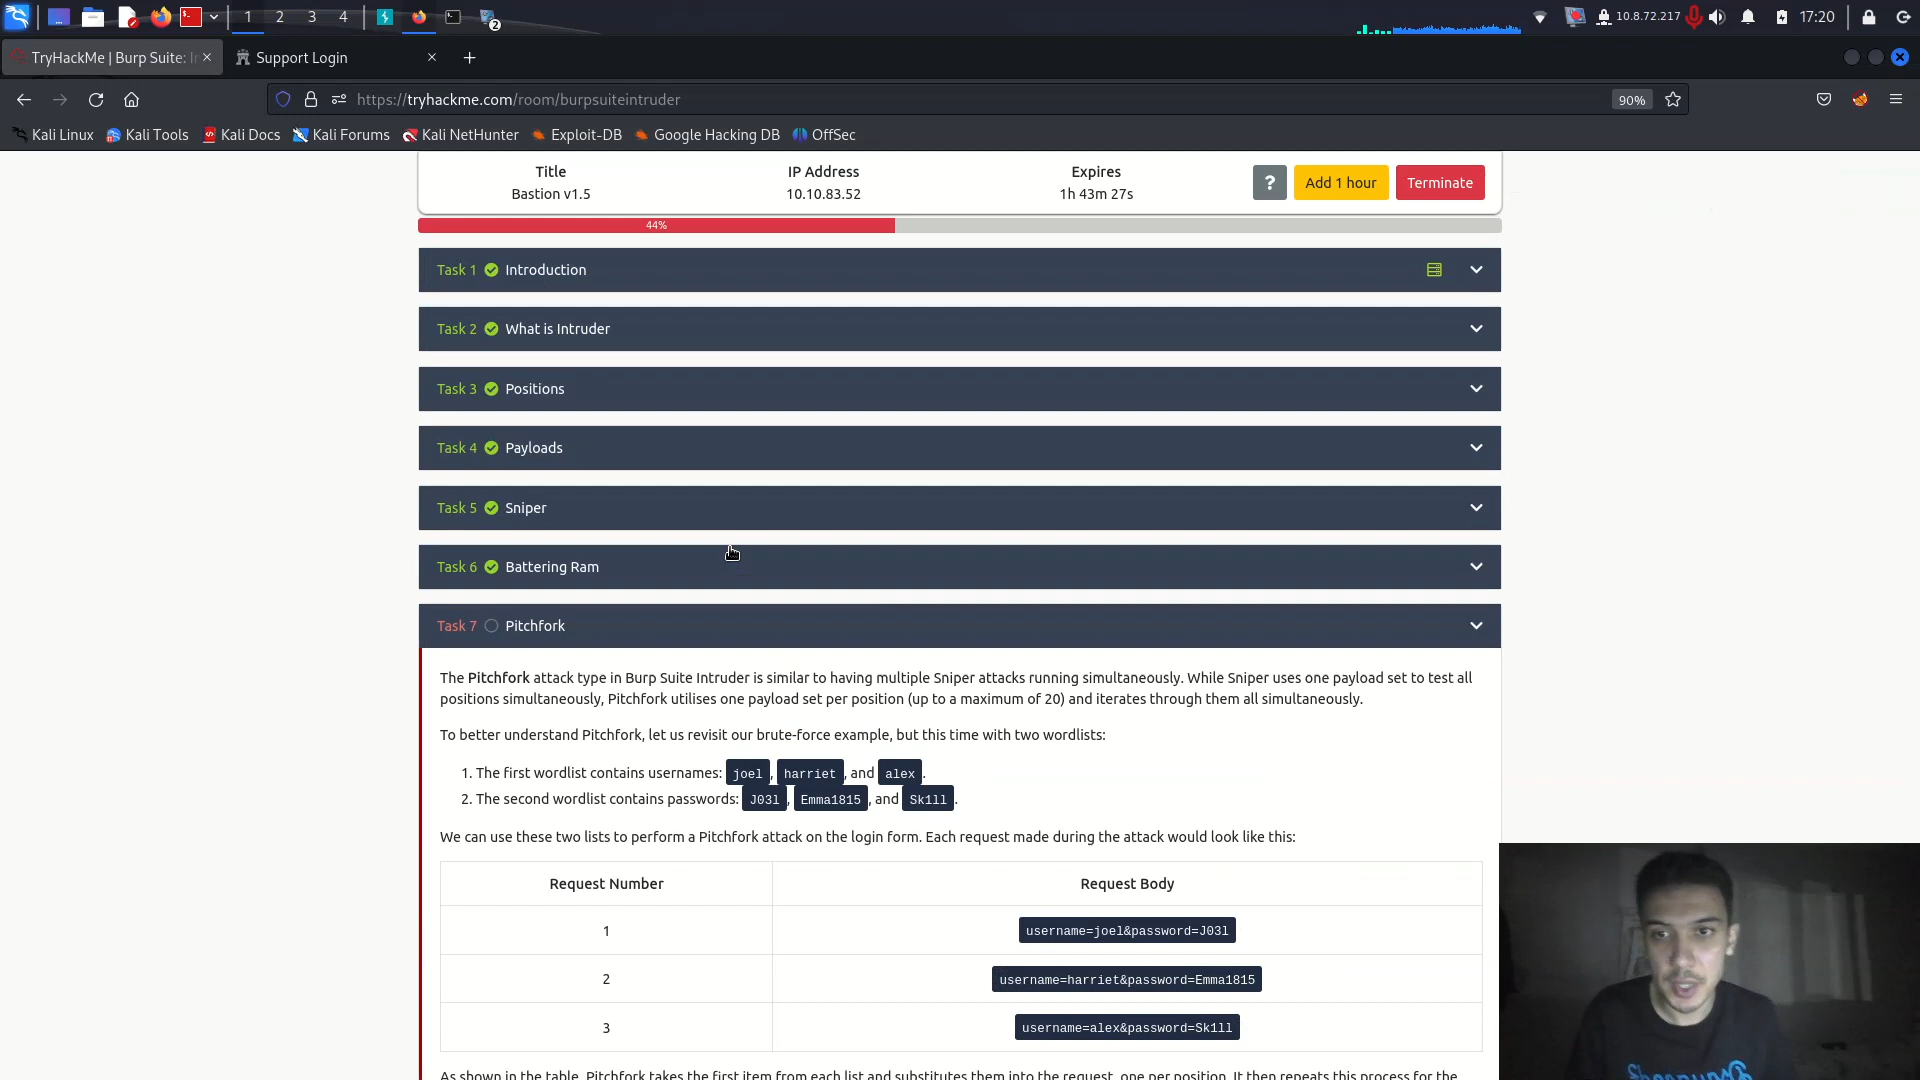 1 2 3 4 2 10.8.72.217 17:20
TryHackMe | Burp Suite: In Support Login
https://tryhackme.com/room/burpsuiteintruder 90%
Kali Linux Kali Tools Kali Docs Kali Forums Kali NetHunter Exploit-DB Google Hacking DB OffSec
Title IP Address Expires
Bastion v1.5 10.10.83.52 1h 43m 27s ? Add 1 hour Terminate
44%
Task 1 Introduction
Task 2 What is Intruder
Task 3 Positions
Task 4 Payloads
Task 5 Sniper
Task 6 Battering Ram
Task 7 Pitchfork
The Pitchfork attack type in Burp Suite Intruder is similar to having multiple Sniper attacks running simultaneously. While Sniper uses one payload set to test all
positions simultaneously, Pitchfork utilises one payload set per position (up to a maximum of 20) and iterates through them all simultaneously.
To better understand Pitchfork, let us revisit our brute-force example, but this time with two wordlists:
1. The first wordlist contains usernames: joel, harriet, and alex.
2. The second wordlist contains passwords: J03l, Emma1815, and Sk1ll.
We can use these two lists to perform a Pitchfork attack on the login form. Each request made during the attack would look like this:
Request Number Request Body
1 username=joel&password=J03l
2 username=harriet&password=Emma1815
3 username=alex&password=Sk1ll
As shown in the table, Pitchfork takes the first item from each list and substitutes them into the request, one per position. It then repeats this process for the